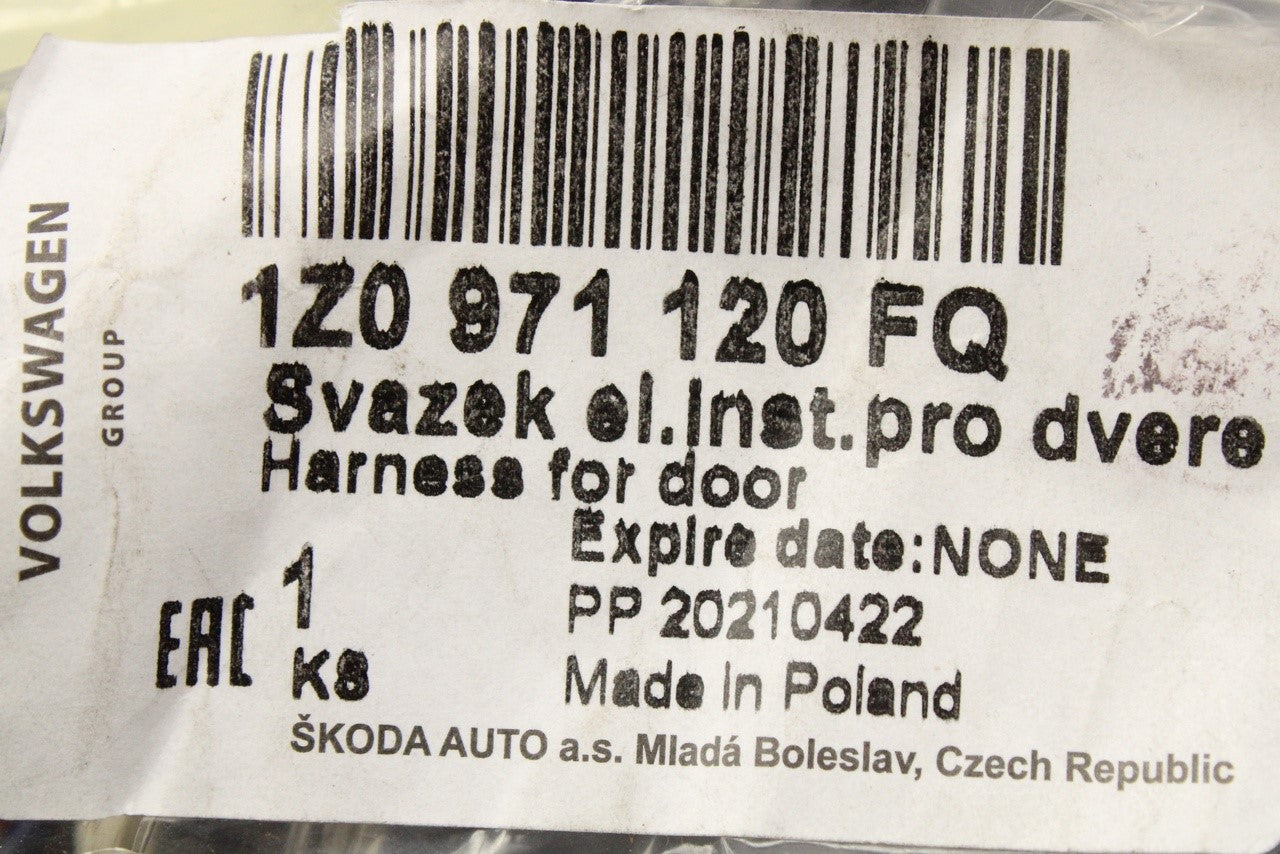 VOLKSWAGEN
GROUP
1Z0 971 120 FQ
Svazek el.inst.pro dvere
Harness for door
Expire date:NONE
1
PP 20210422
EAC
KS
Made in Poland
ŠKODA AUTO a.s. Mladá Boleslav, Czech Republic